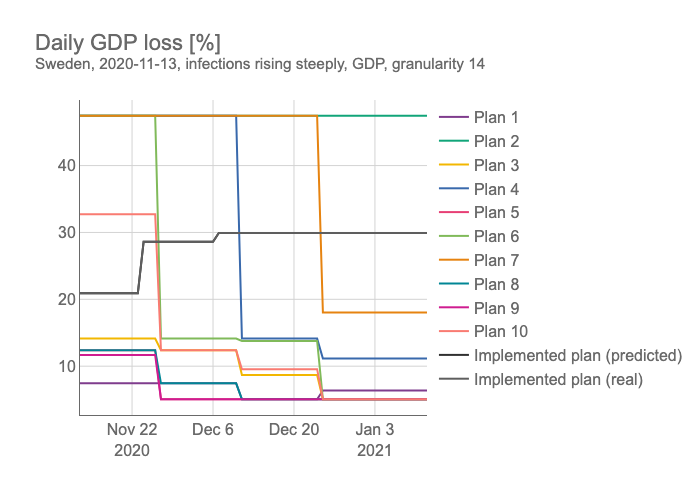 Daily GDP loss [%]
Sweden, 2020-11-13, infections rising steeply, GDP, granularity 14
40
30
20
10
Nov 22
2020
Dec 6
Dec 20
Jan 3
2021
Plan 1
Plan 2
Plan 3
Plan 4
Plan 5
Plan 6
Plan 7
Plan 8
Plan 9
Plan 10
Implemented plan (predicted)
Implemented plan (real)